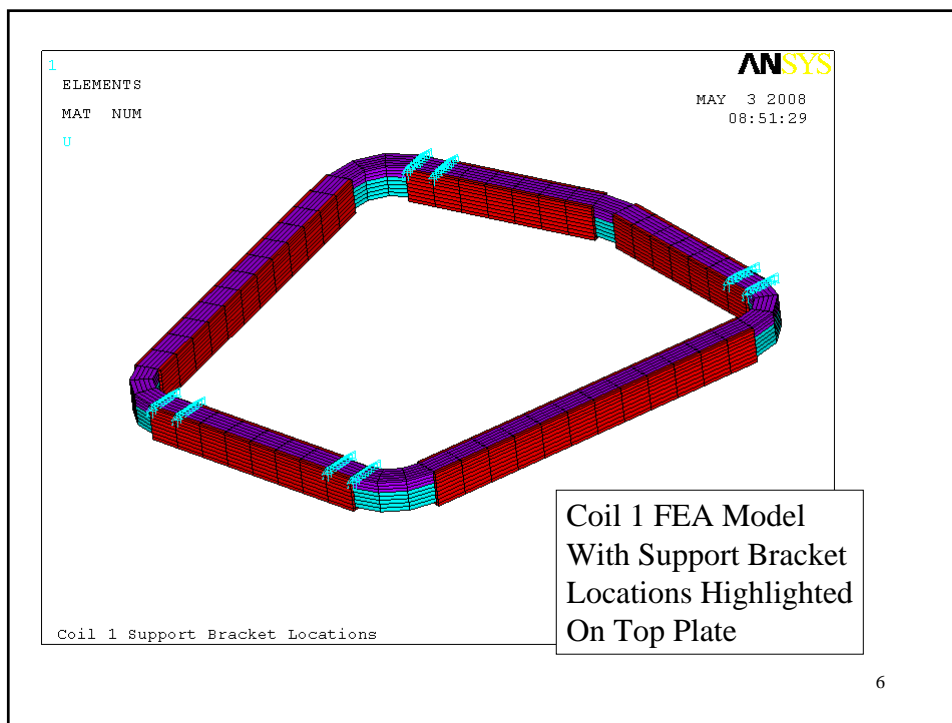 1
ELEMENTS
MAT NUM
U
ANSYS
MAY 3 2008
08:51:29
Coil 1 FEA Model
With Support Bracket
Locations Highlighted
On Top Plate
Coil 1 Support Bracket Locations
6